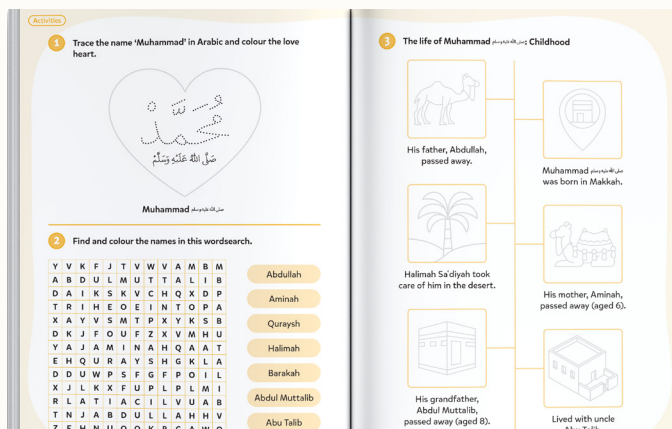 Activities
1 Trace the name ‘Muhammad’ in Arabic and colour the love
heart.
مُحَمَّدٌ
صَلَّى اللهُ عَلَيْهِ وَسَلَّمَ
Muhammad صلى الله عليه وسلم
2 Find and colour the names in this wordsearch.
Y V K F J T V W V A M B M
A B D U L M U T T A L I B
D A I K S K V C H Q X D P
T R I H E O E I N T O P A
X A Y V S M T P X Y K S B
D K J F O U F Z X V M H U
Y A J A M I N A H Q A A T
E H Q U R A Y S H G K L A
D D U W P S F G F P O I L
X J L K X F U P L P L M I
R L A T I A C I L V U A B
T N J A B D U L L A H H V
Abdullah
Aminah
Quraysh
Halimah
Barakah
Abdul Muttalib
Abu Talib
3 The life of Muhammad صلى الله عليه وسلم: Childhood
His father, Abdullah,
passed away.
Muhammad صلى الله عليه وسلم
was born in Makkah.
Halimah Sa’diyah took
care of him in the desert.
His mother, Aminah,
passed away (aged 6).
His grandfather,
Abdul Muttalib,
passed away (aged 8).
Lived with uncle
Abu Talib